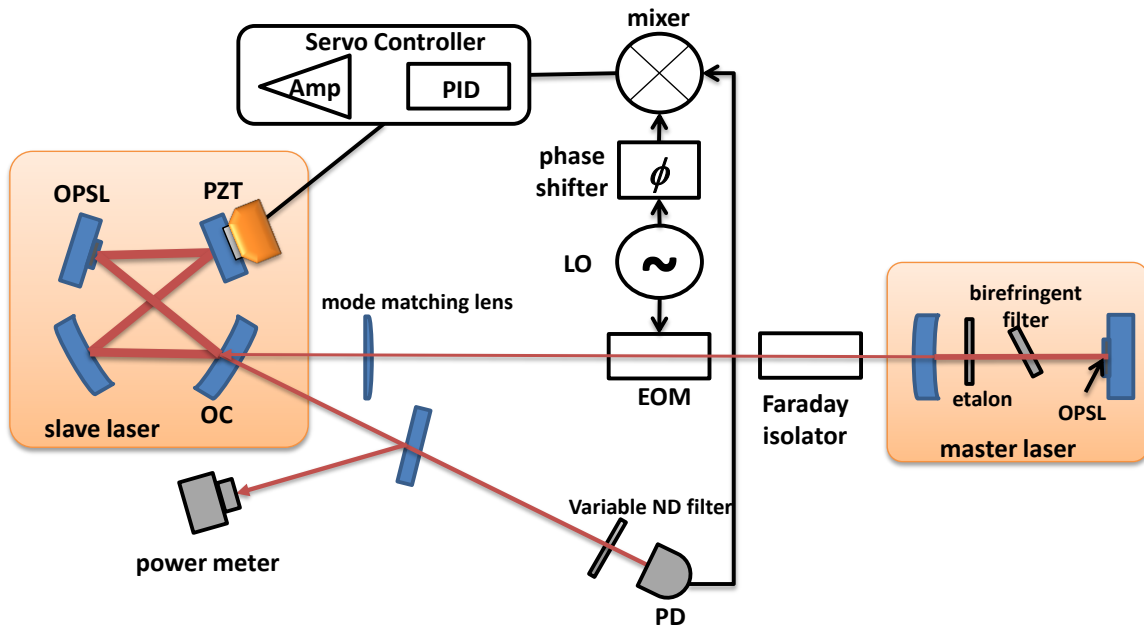 mixer
Servo Controller
Amp
PID
phase
shifter
ϕ
OPSL
PZT
LO
~
mode matching lens
birefringent
filter
EOM
Faraday
isolator
etalon
OPSL
OC
slave laser
master laser
Variable ND filter
power meter
PD